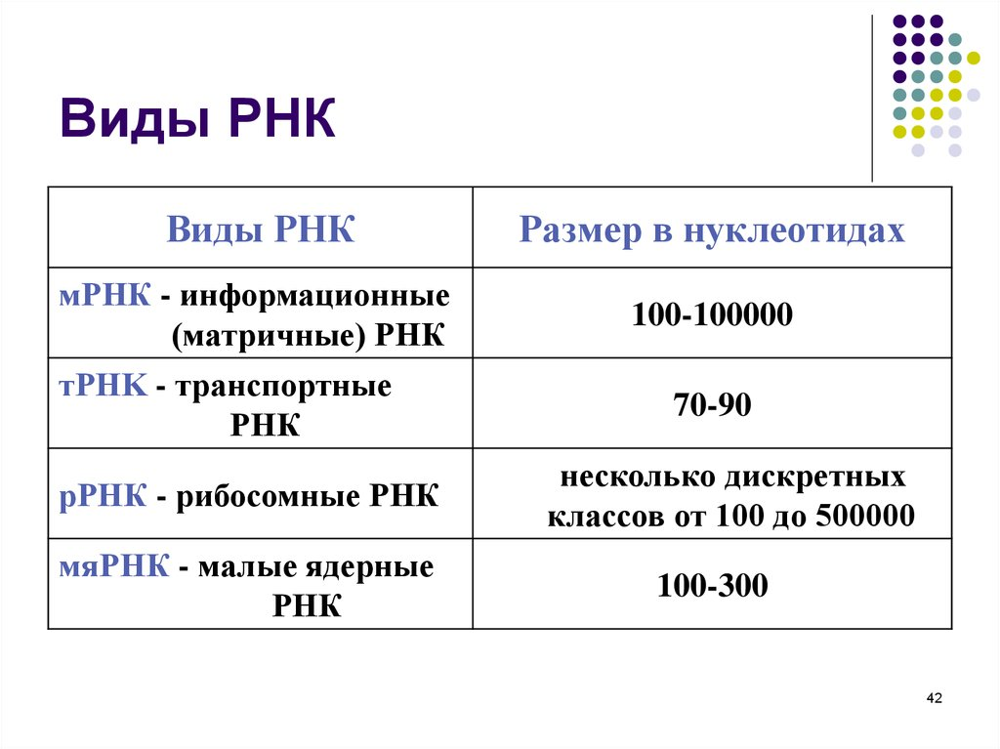 Виды РНК
Виды РНК
Размер в нуклеотидах
мРНК - информационные
(матричные) РНК
100-100000
тРНК - транспортные
РНК
70-90
рРНК - рибосомные РНК
несколько дискретных
классов от 100 до 500000
мяРНК - малые ядерные
РНК
100-300
42